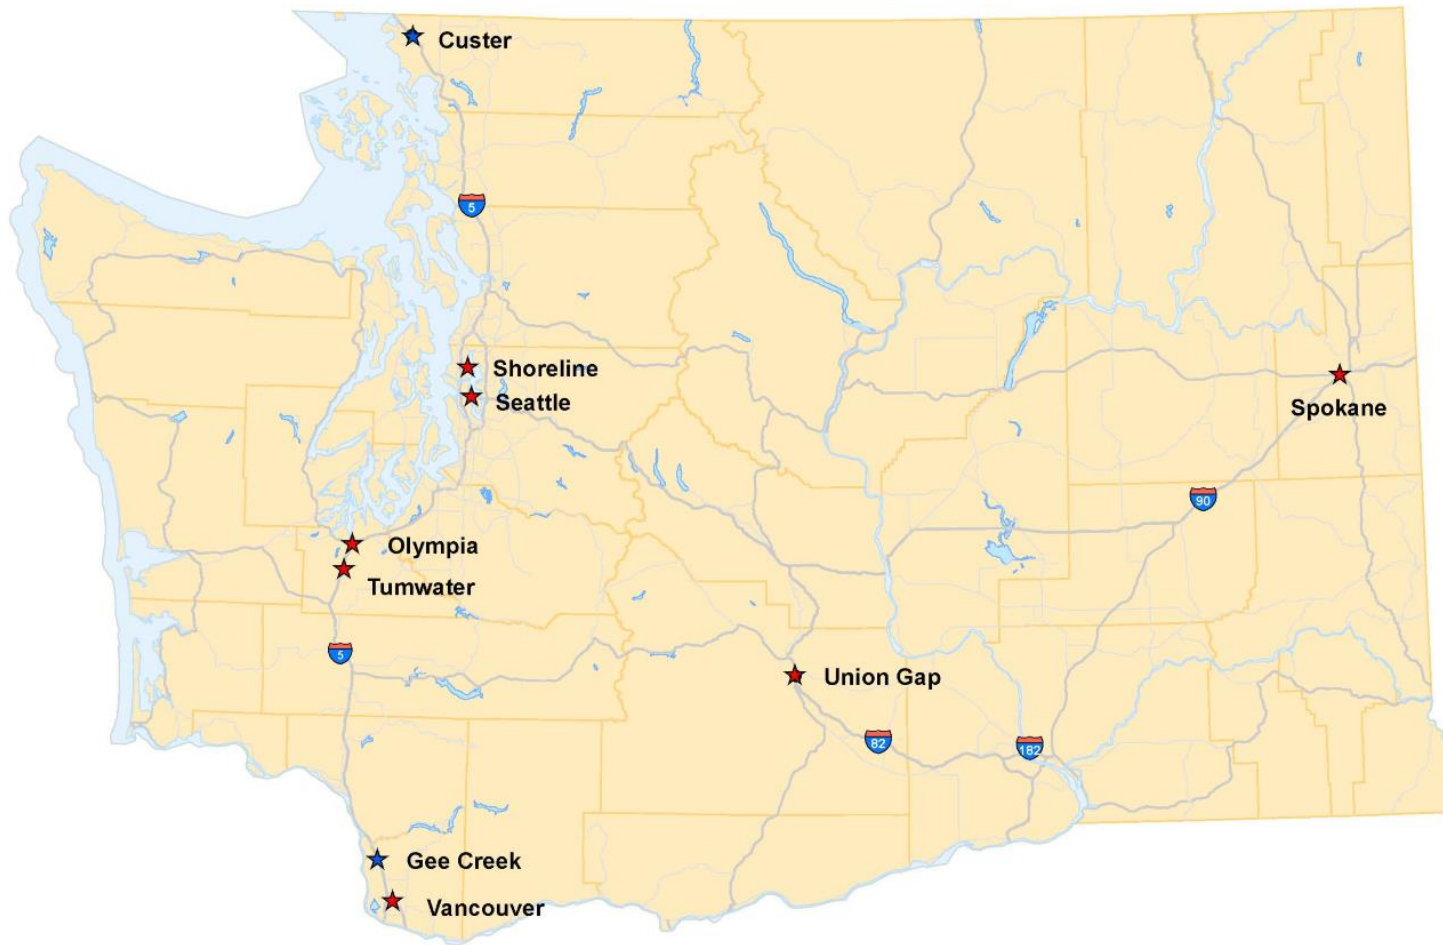 Custer
5
Shoreline
Seattle
Spokane
90
Olympia
Tumwater
5
Union Gap
82
182
Gee Creek
Vancouver